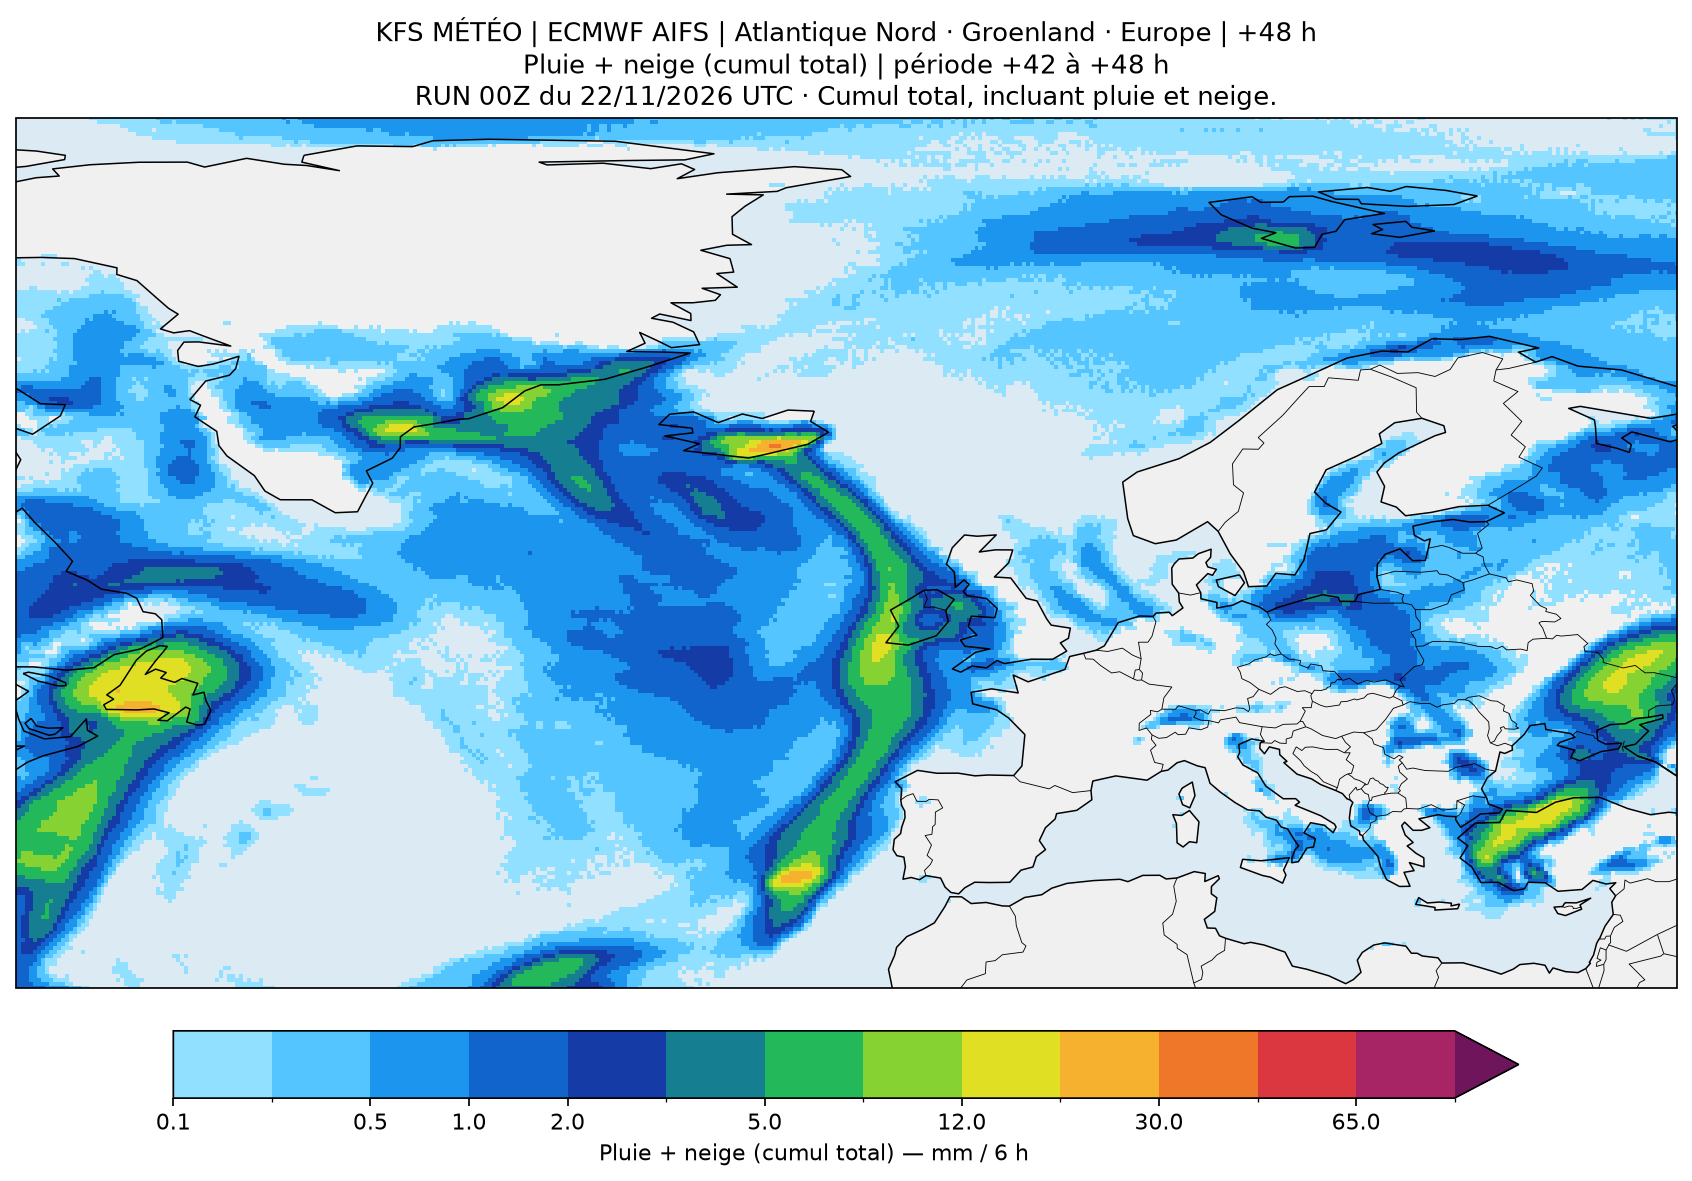 KFS MÉTÉO | ECMWF AIFS | Atlantique Nord · Groenland · Europe | +48 h
Pluie + neige (cumul total) | période +42 à +48 h
RUN 00Z du 22/11/2026 UTC · Cumul total, incluant pluie et neige.
0.1 0.5 1.0 2.0 5.0 12.0 30.0 65.0
Pluie + neige (cumul total) — mm / 6 h